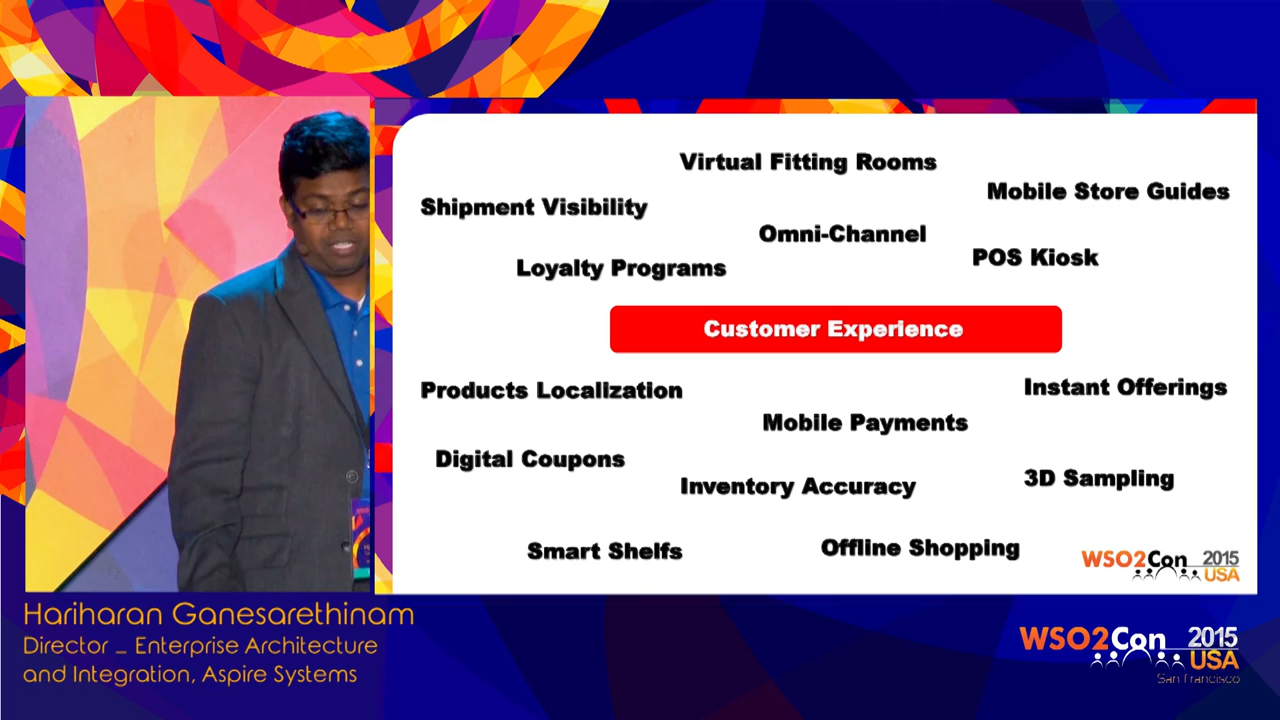 Virtual Fitting Rooms
Mobile Store Guides
Shipment Visibility
Omni-Channel
POS Kiosk
Loyalty Programs
Customer Experience
Products Localization
Instant Offerings
Mobile Payments
Digital Coupons
3D Sampling
Inventory Accuracy
Smart Shelfs
Offline Shopping
WSO2Con 2015
USA
Hariharan Ganesarethinam
Director _ Enterprise Architecture
and Integration, Aspire Systems
WSO2Con 2015
USA
San Francisco